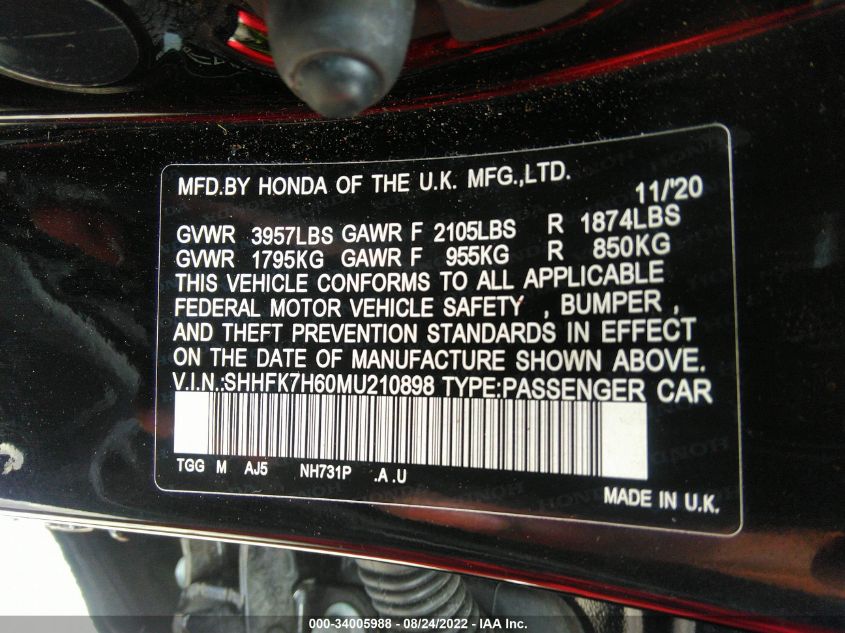 MFD.BY HONDA OF THE U.K. MFG.,LTD. 11/'20
GVWR 3957LBS GAWR F 2105LBS R 1874LBS
GVWR 1795KG GAWR F 955KG R 850KG
THIS VEHICLE CONFORMS TO ALL APPLICABLE
FEDERAL MOTOR VEHICLE SAFETY , BUMPER ,
AND THEFT PREVENTION STANDARDS IN EFFECT
ON THE DATE OF MANUFACTURE SHOWN ABOVE.
V.I.N.:SHHFK7H60MU210898 TYPE:PASSENGER CAR
TGG M AJ5 NH731P .A .U
MADE IN U.K.
HONDA
000-34005988 - 08/24/2022 - IAA Inc.